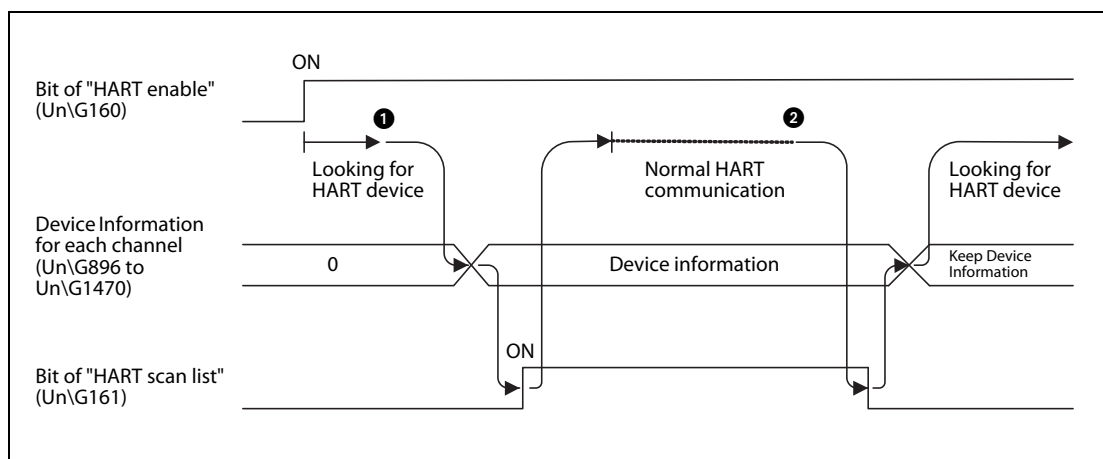 ON
Bit of "HART enable"
(Un\G160)
❶
❷
Looking for
HART device
Normal HART
communication
Looking for
HART device
Device Information
for each channel
(Un\G896 to
Un\G1470)
0
Device information
Keep Device
Information
ON
Bit of "HART scan list"
(Un\G161)